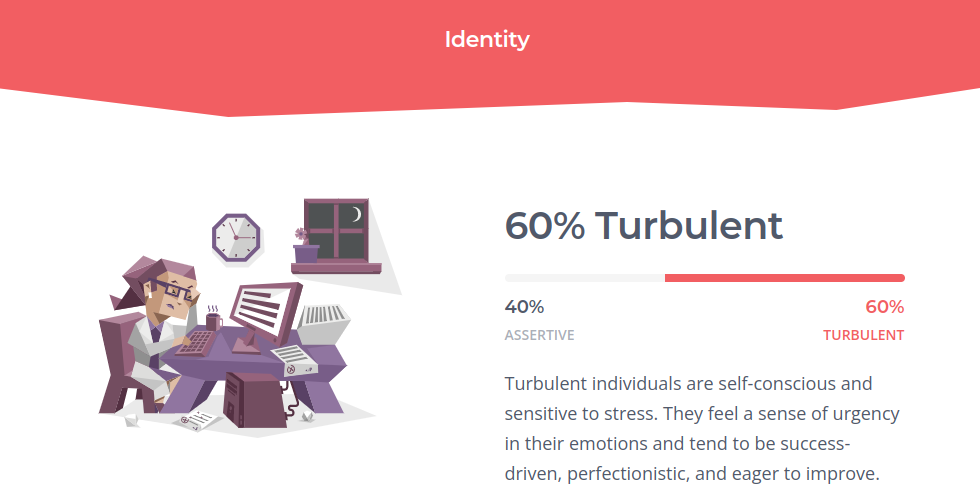 Identity
60% Turbulent
40%
60%
ASSERTIVE
TURBULENT
Turbulent individuals are self-conscious and
sensitive to stress. They feel a sense of urgency
in their emotions and tend to be success-
driven, perfectionistic, and eager to improve.